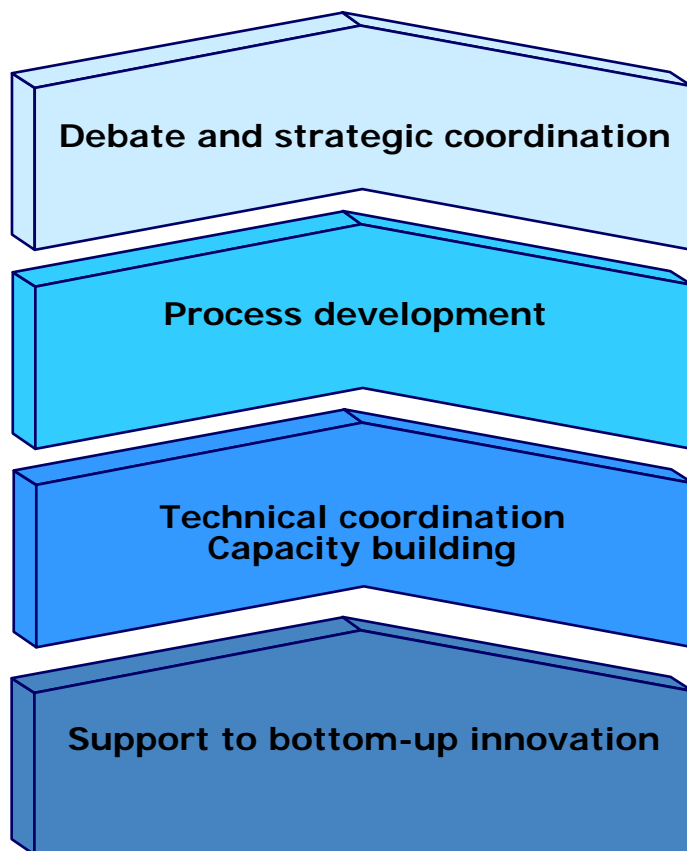 Debate and strategic coordination
Process development
Technical coordination
Capacity building
Support to bottom-up innovation